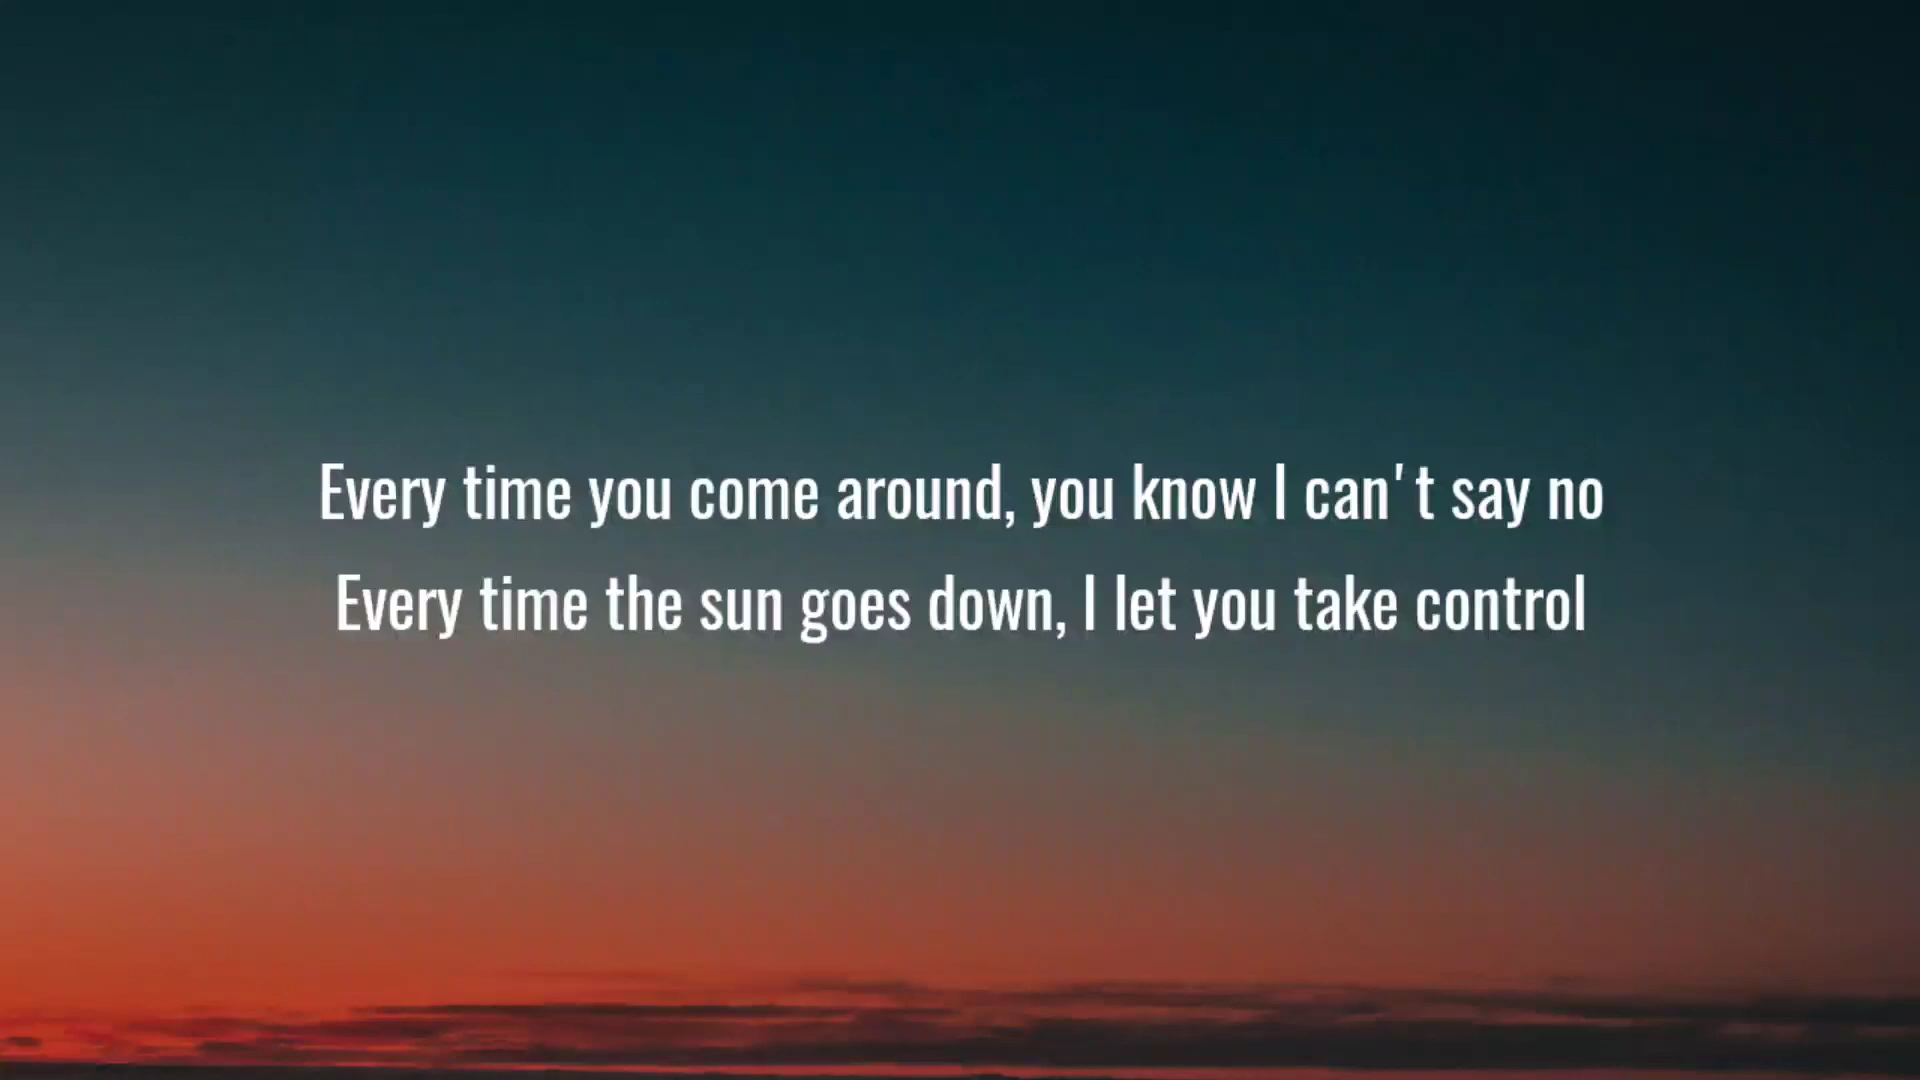 Every time you come around, you know I can't say no
Every time the sun goes down, I let you take control